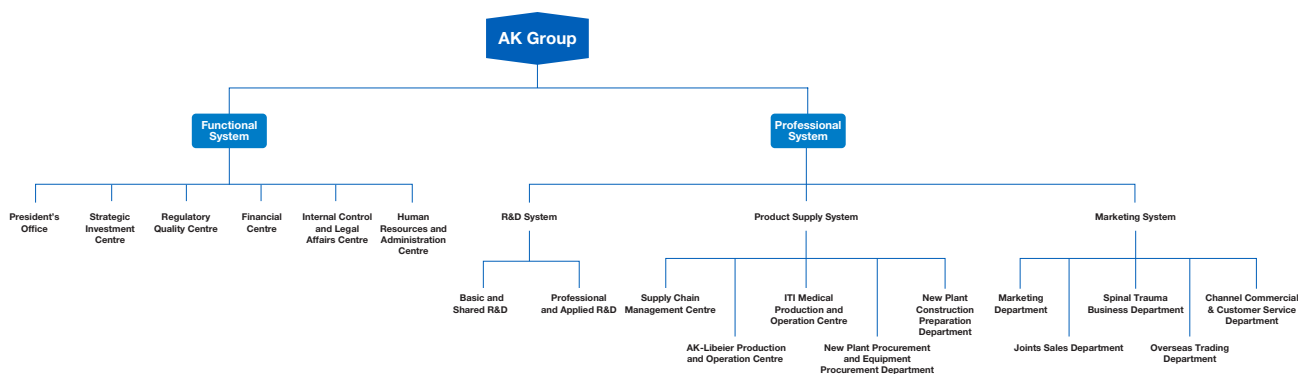 AK Group
Functional
System
Professional
System
President's
Office
Strategic
Investment
Centre
Regulatory
Quality Centre
Financial
Centre
Internal Control
and Legal
Affairs Centre
Human
Resources and
Administration
Centre
R&D System
Product Supply System
Marketing System
Basic and
Shared R&D
Professional
and Applied R&D
Supply Chain
Management Centre
ITI Medical
Production and
Operation Centre
New Plant
Construction
Preparation
Department
Marketing
Department
Spinal Trauma
Business Department
Channel Commercial
& Customer Service
Department
AK-Libeier Production
and Operation Centre
New Plant Procurement
and Equipment
Procurement Department
Joints Sales Department
Overseas Trading
Department